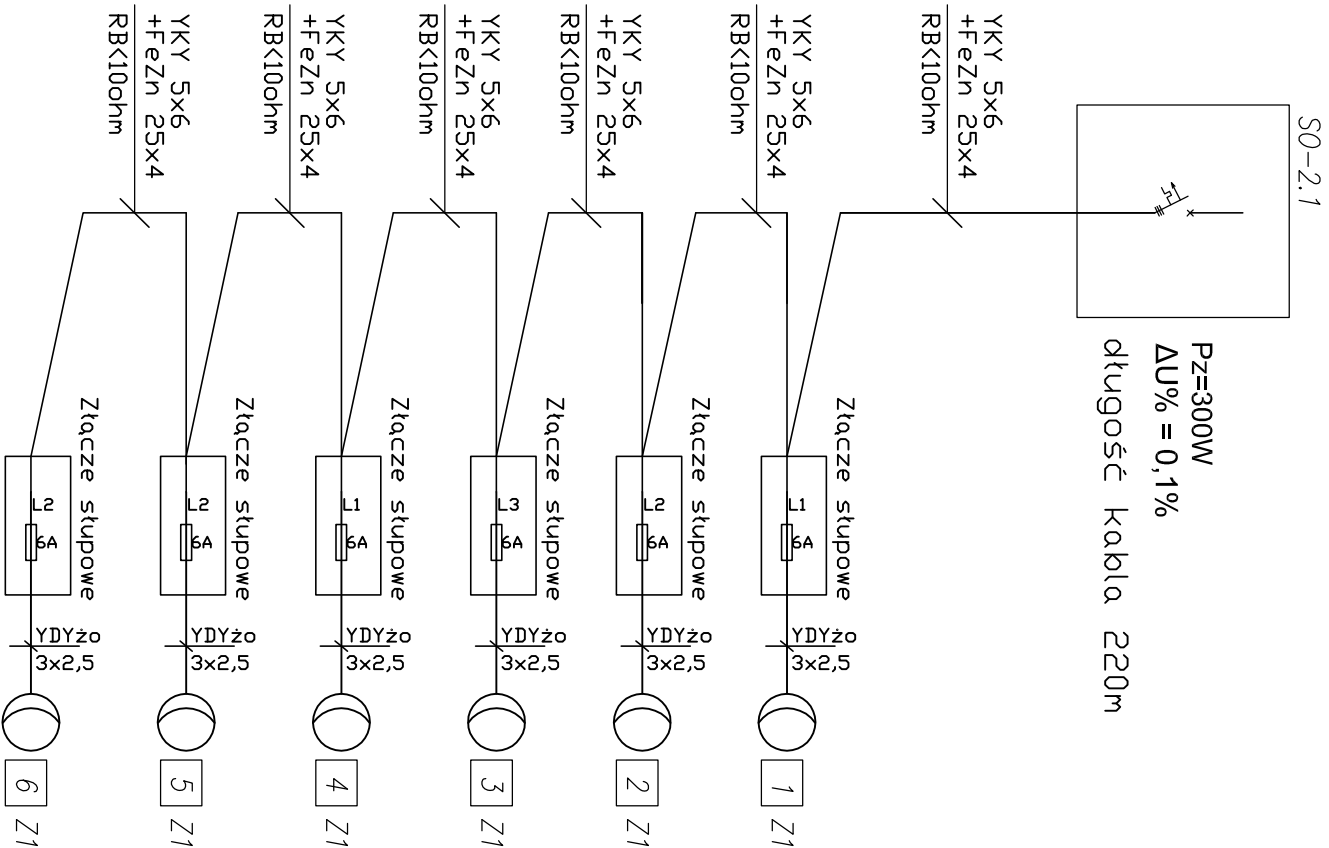 SO-2.1
Pz=300W
ΔU% = 0,1%
długość kabla 220m
YKY 5x6
+FeZn 25x4
RB<10ohm
YKY 5x6
+FeZn 25x4
RB<10ohm
YKY 5x6
+FeZn 25x4
RB<10ohm
YKY 5x6
+FeZn 25x4
RB<10ohm
YKY 5x6
+FeZn 25x4
RB<10ohm
YKY 5x6
+FeZn 25x4
RB<10ohm
Złącze słupowe
L1
6A
YDYżo
3x2,5
1 Z1
Złącze słupowe
L2
6A
YDYżo
3x2,5
2 Z1
Złącze słupowe
L3
6A
YDYżo
3x2,5
3 Z1
Złącze słupowe
L1
6A
YDYżo
3x2,5
4 Z1
Złącze słupowe
L2
6A
YDYżo
3x2,5
5 Z1
Złącze słupowe
L2
6A
YDYżo
3x2,5
6 Z1